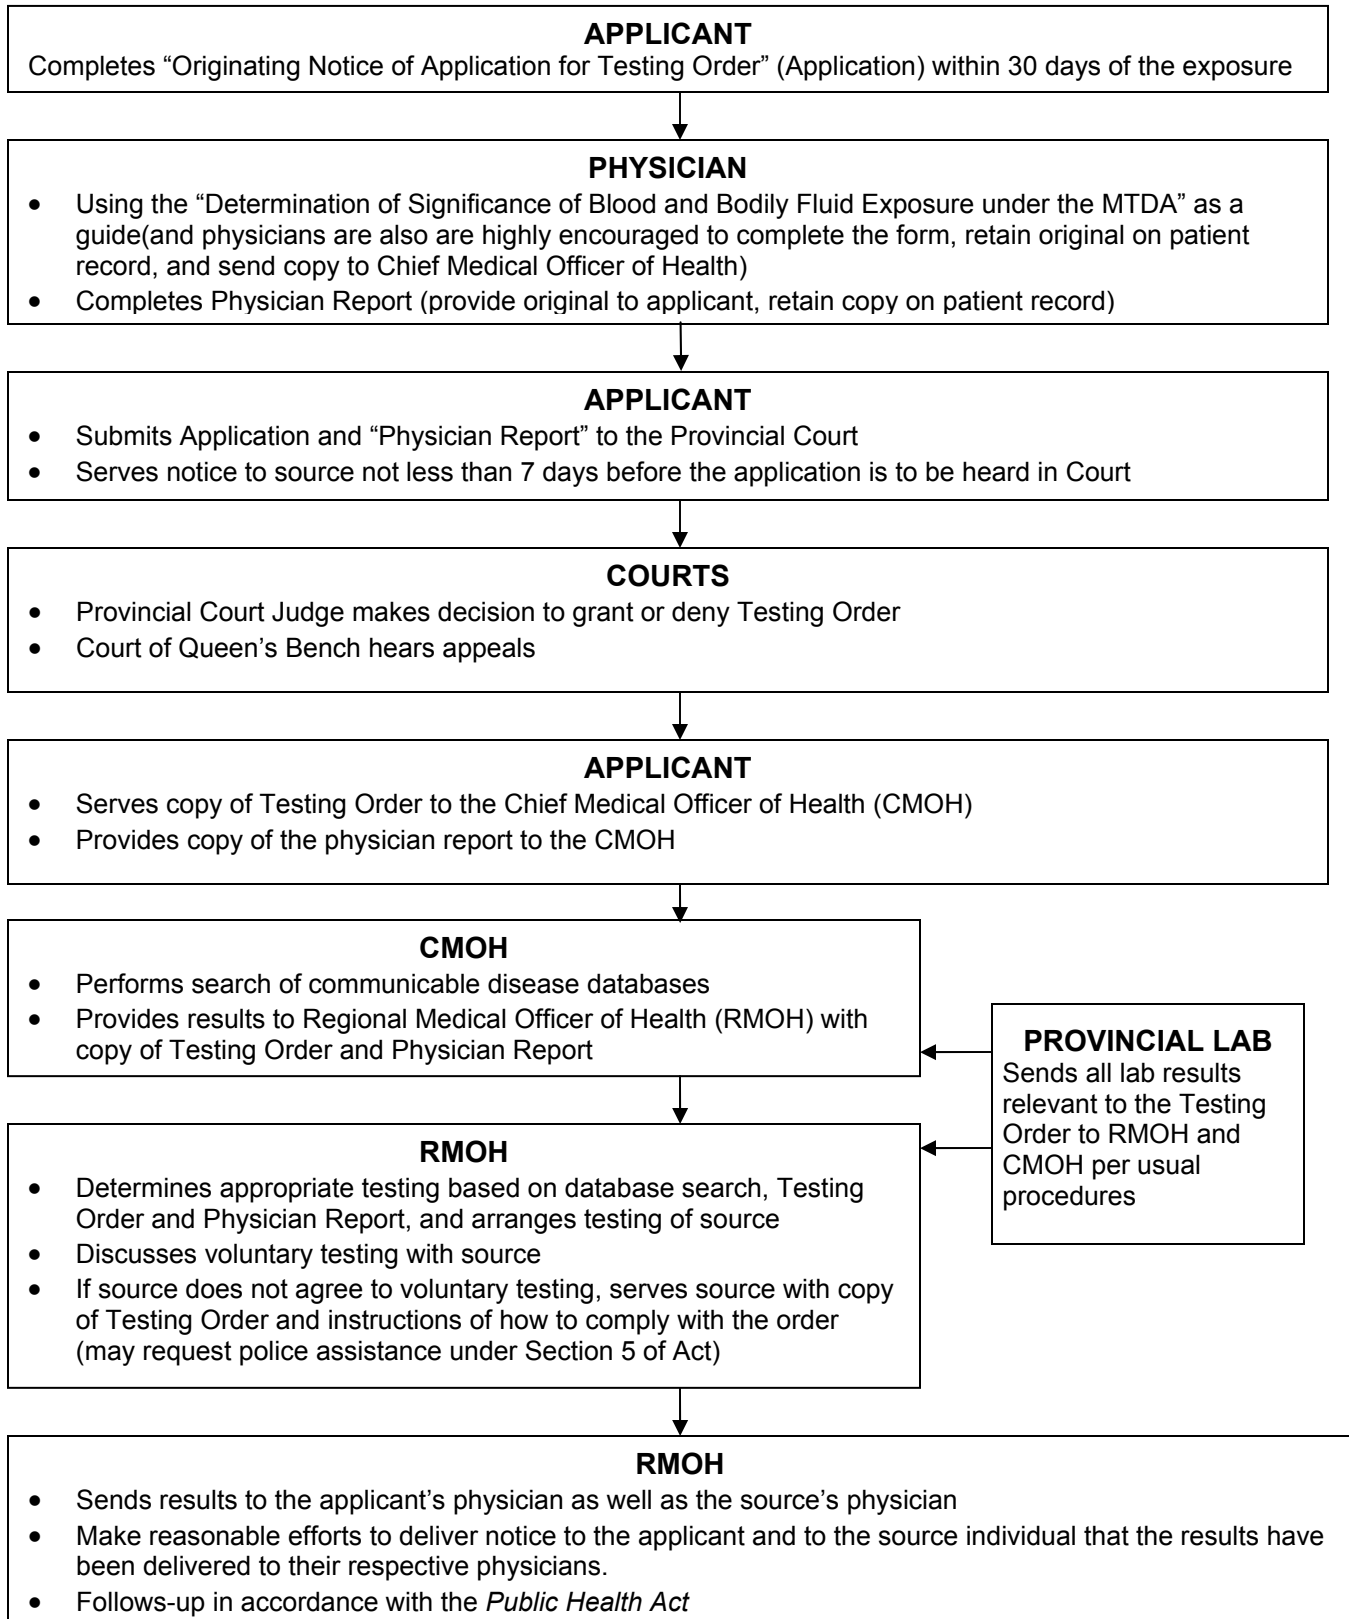 APPLICANT
Completes “Originating Notice of Application for Testing Order” (Application) within 30 days of the exposure
PHYSICIAN
• Using the “Determination of Significance of Blood and Bodily Fluid Exposure under the MTDA” as a
guide(and physicians are also are highly encouraged to complete the form, retain original on patient
record, and send copy to Chief Medical Officer of Health)
• Completes Physician Report (provide original to applicant, retain copy on patient record)
APPLICANT
• Submits Application and “Physician Report” to the Provincial Court
• Serves notice to source not less than 7 days before the application is to be heard in Court
COURTS
• Provincial Court Judge makes decision to grant or deny Testing Order
• Court of Queen’s Bench hears appeals
APPLICANT
• Serves copy of Testing Order to the Chief Medical Officer of Health (CMOH)
• Provides copy of the physician report to the CMOH
CMOH
• Performs search of communicable disease databases
• Provides results to Regional Medical Officer of Health (RMOH) with
copy of Testing Order and Physician Report
PROVINCIAL LAB
Sends all lab results
relevant to the Testing
Order to RMOH and
CMOH per usual
procedures
RMOH
• Determines appropriate testing based on database search, Testing
Order and Physician Report, and arranges testing of source
• Discusses voluntary testing with source
• If source does not agree to voluntary testing, serves source with copy
of Testing Order and instructions of how to comply with the order
(may request police assistance under Section 5 of Act)
RMOH
• Sends results to the applicant’s physician as well as the source’s physician
• Make reasonable efforts to deliver notice to the applicant and to the source individual that the results have
been delivered to their respective physicians.
• Follows-up in accordance with the Public Health Act